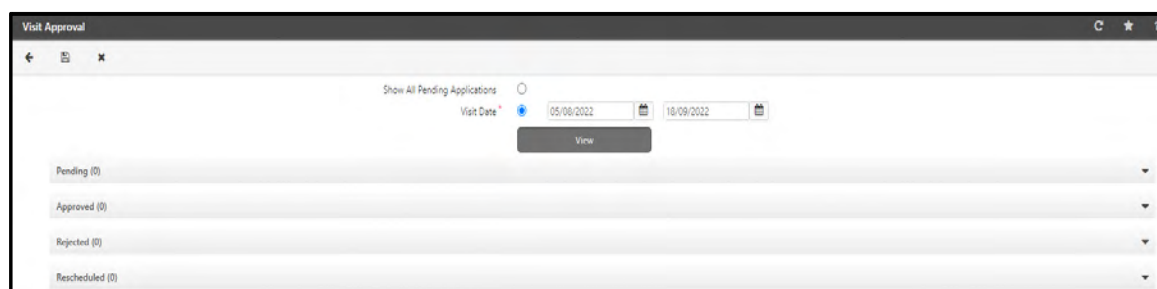 Visit Approval
Show All Pending Applications
Visit Date * 05/08/2022 18/09/2022
View
Pending (0)
Approved (0)
Rejected (0)
Rescheduled (0)